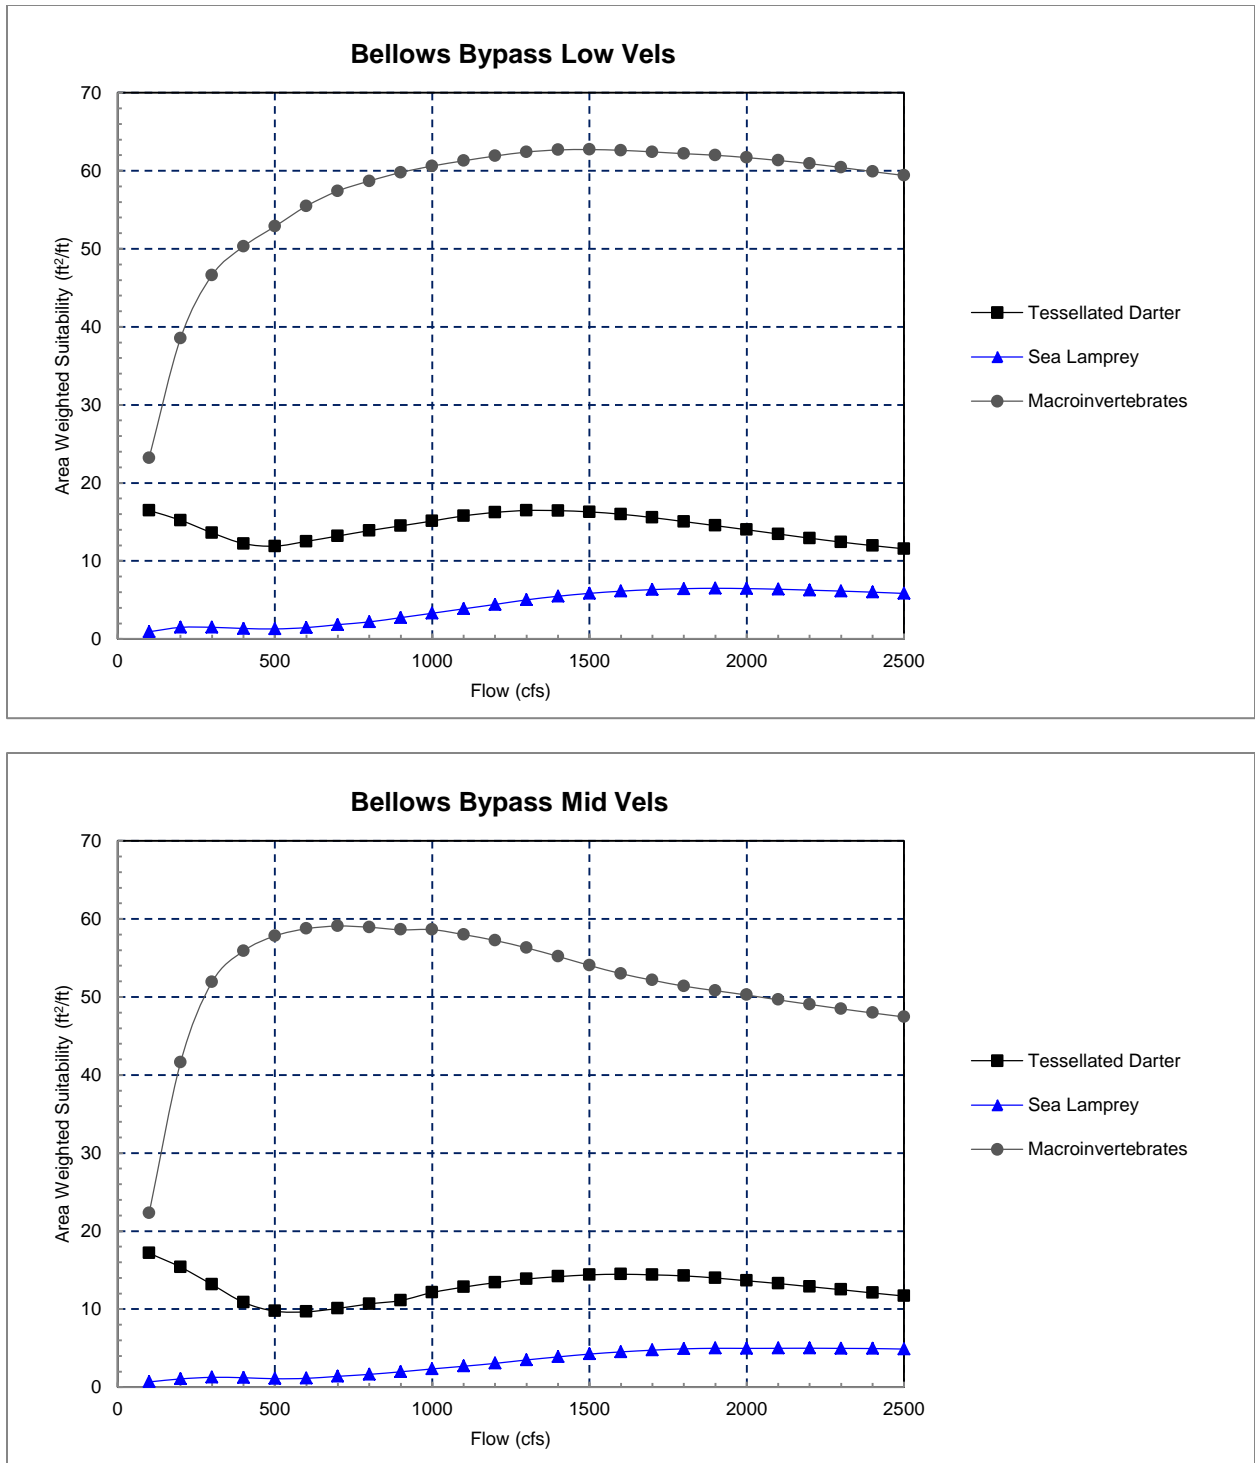 Bellows Bypass Low Vels
70
60
50
40
30
20
10
0
Area Weighted Suitability (ft²/ft)
0 500 1000 1500 2000 2500
Flow (cfs)
Tessellated Darter
Sea Lamprey
Macroinvertebrates
Bellows Bypass Mid Vels
70
60
50
40
30
20
10
0
Area Weighted Suitability (ft²/ft)
0 500 1000 1500 2000 2500
Flow (cfs)
Tessellated Darter
Sea Lamprey
Macroinvertebrates